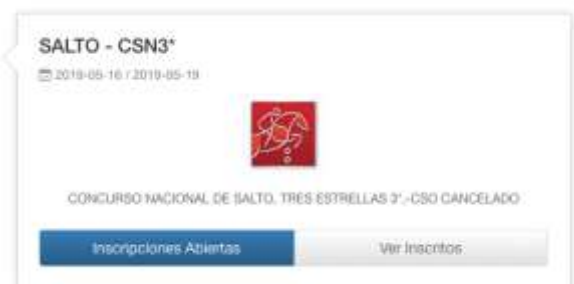 SALTO - CSN3*
2019-05-16 / 2019-05-19
CONCURSO NACIONAL DE SALTO, TRES ESTRELLAS 3*.-CSO CANCELADO
Inscripciones Abiertas
Ver Inscritos